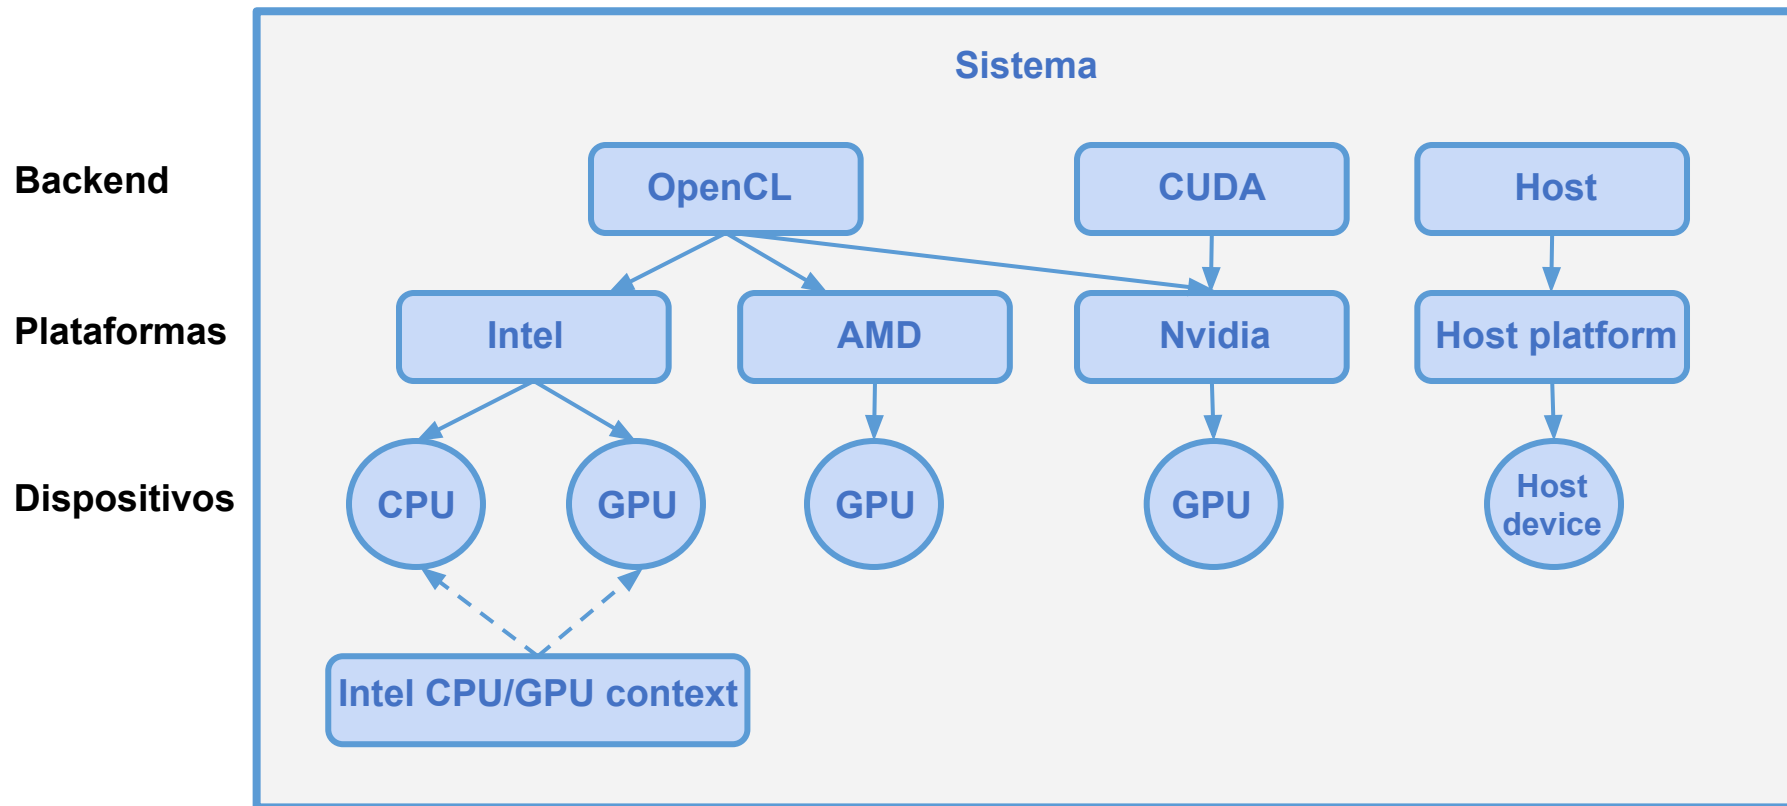 Sistema
Backend
OpenCL
CUDA
Host
Plataformas
Intel
AMD
Nvidia
Host platform
Dispositivos
CPU
GPU
GPU
GPU
Host
device
Intel CPU/GPU context